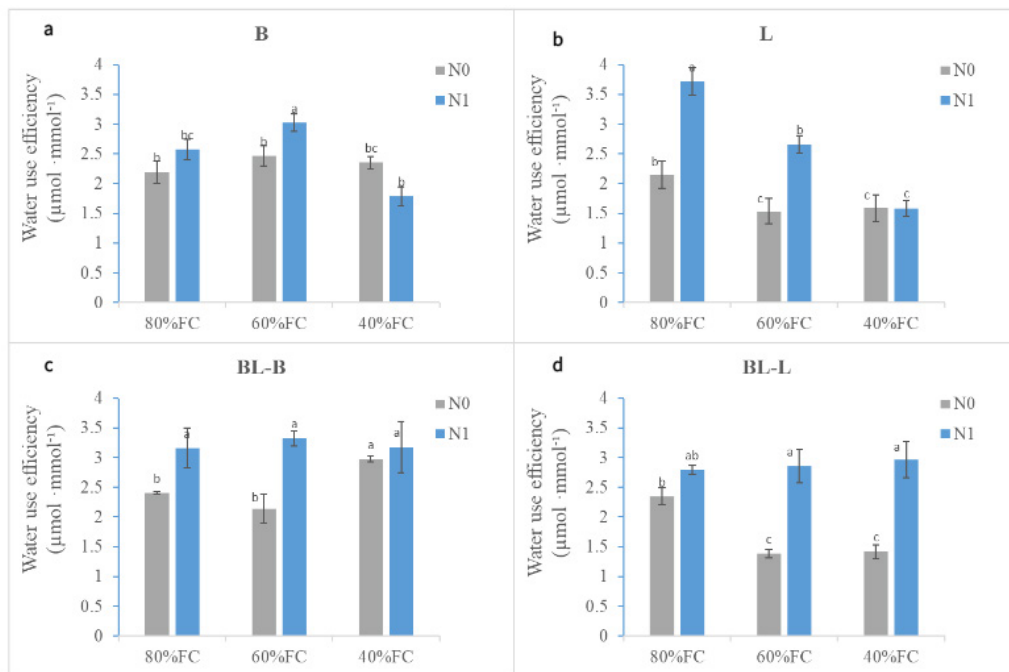 a
B
Water use efficiency
(μmol ·mmol⁻¹)
4
3.5
3
2.5
2
1.5
1
0.5
0
b
bc
b
a
bc
b
80%FC
60%FC
40%FC
N0
N1
b
L
Water use efficiency
(μmol ·mmol⁻¹)
4
3.5
3
2.5
2
1.5
1
0.5
0
b
a
c
b
c
c
80%FC
60%FC
40%FC
N0
N1
c
BL-B
Water use efficiency
(μmol ·mmol⁻¹)
4
3.5
3
2.5
2
1.5
1
0.5
0
b
a
b
a
a
a
80%FC
60%FC
40%FC
N0
N1
d
BL-L
Water use efficiency
(μmol ·mmol⁻¹)
4
3.5
3
2.5
2
1.5
1
0.5
0
b
ab
c
a
c
a
80%FC
60%FC
40%FC
N0
N1